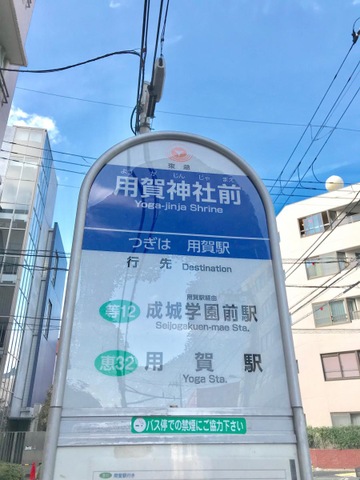 東急
ようがじんじゃまえ
用賀神社前
Yoga-jinja Shrine
つぎは 用賀駅
行先 Destination
用賀駅経由
等12 成城学園前駅
Seijogakuen-mae Sta.
恵32 用賀駅
Yoga Sta.
バス停での禁煙にご協力下さい